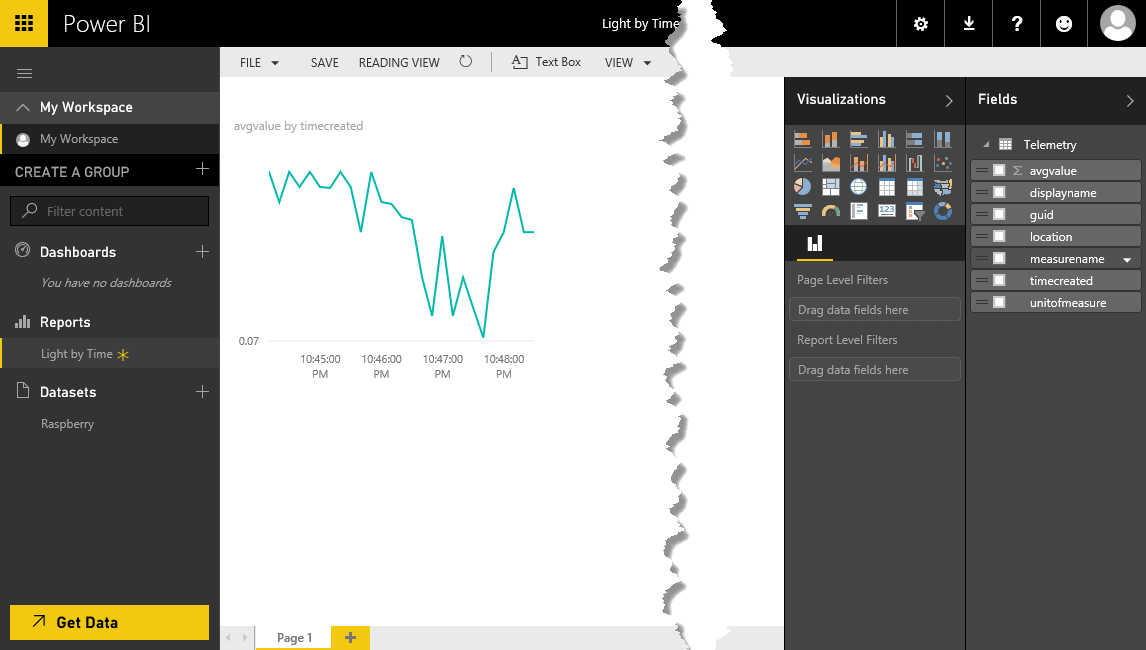 Power BI
Light by Time
?
FILE
SAVE
READING VIEW
A
Text Box
VIEW
My Workspace
My Workspace
CREATE A GROUP
Filter content
Dashboards
You have no dashboards
Reports
Light by Time
Datasets
Raspberry
Get Data
avgvalue by timecreated
0.07
10:45:00
PM
10:46:00
PM
10:47:00
PM
10:48:00
PM
Page 1
Visualizations
123
Page Level Filters
Drag data fields here
Report Level Filters
Drag data fields here
Fields
Telemetry
Σ avgvalue
displayname
guid
location
measurename
timecreated
unitofmeasure